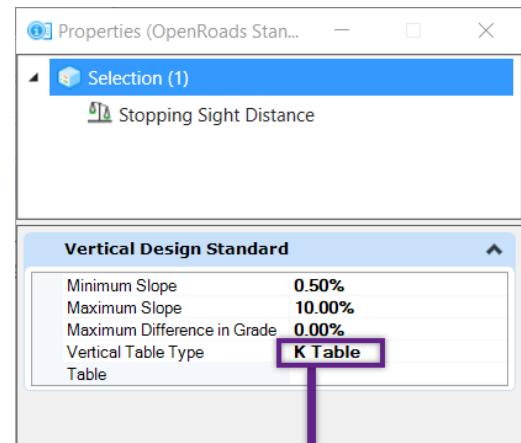 Properties (OpenRoads Stan...
Selection (1)
Stopping Sight Distance
Vertical Design Standard
Minimum Slope 0.50%
Maximum Slope 10.00%
Maximum Difference in Grade 0.00%
Vertical Table Type K Table
Table